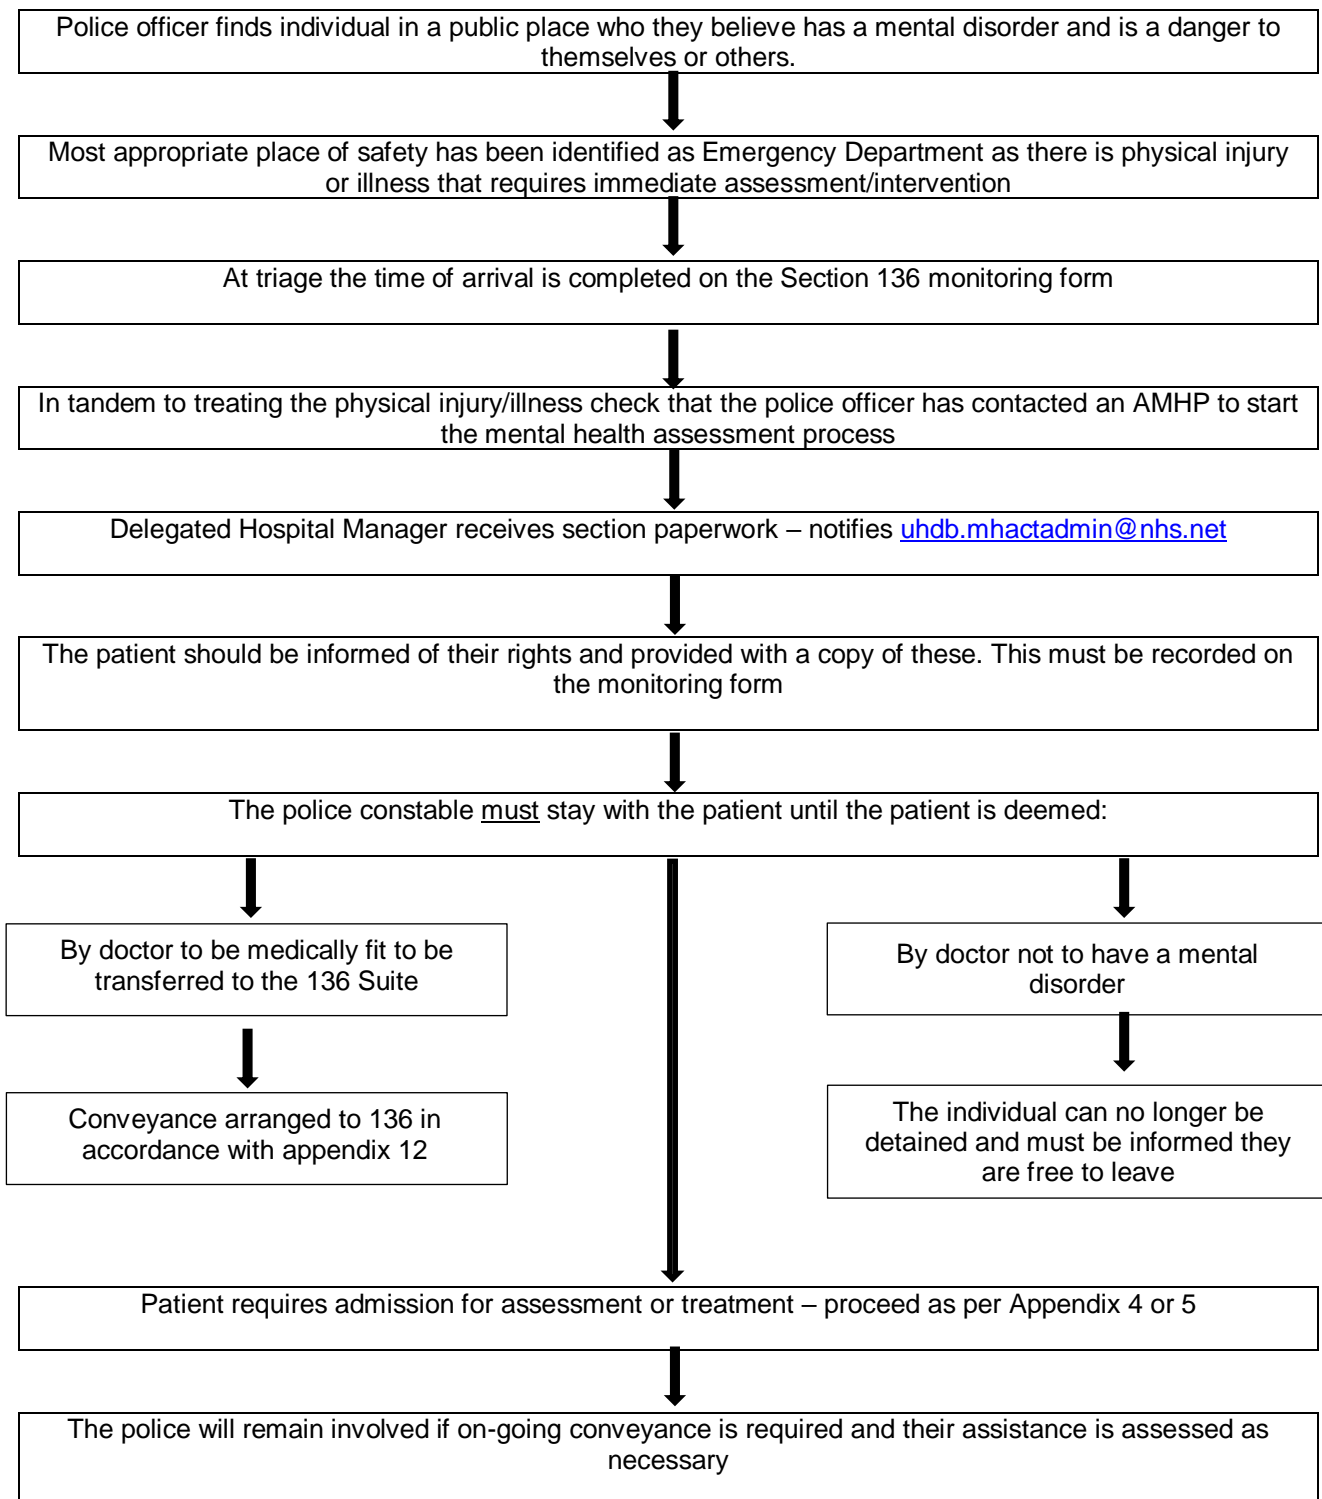 Police officer finds individual in a public place who they believe has a mental disorder and is a danger to
themselves or others.
Most appropriate place of safety has been identified as Emergency Department as there is physical injury
or illness that requires immediate assessment/intervention
At triage the time of arrival is completed on the Section 136 monitoring form
In tandem to treating the physical injury/illness check that the police officer has contacted an AMHP to start
the mental health assessment process
Delegated Hospital Manager receives section paperwork – notifies uhdb.mhactadmin@nhs.net
The patient should be informed of their rights and provided with a copy of these. This must be recorded on
the monitoring form
The police constable must stay with the patient until the patient is deemed:
By doctor to be medically fit to be
transferred to the 136 Suite
Conveyance arranged to 136 in
accordance with appendix 12
By doctor not to have a mental
disorder
The individual can no longer be
detained and must be informed they
are free to leave
Patient requires admission for assessment or treatment – proceed as per Appendix 4 or 5
The police will remain involved if on-going conveyance is required and their assistance is assessed as
necessary